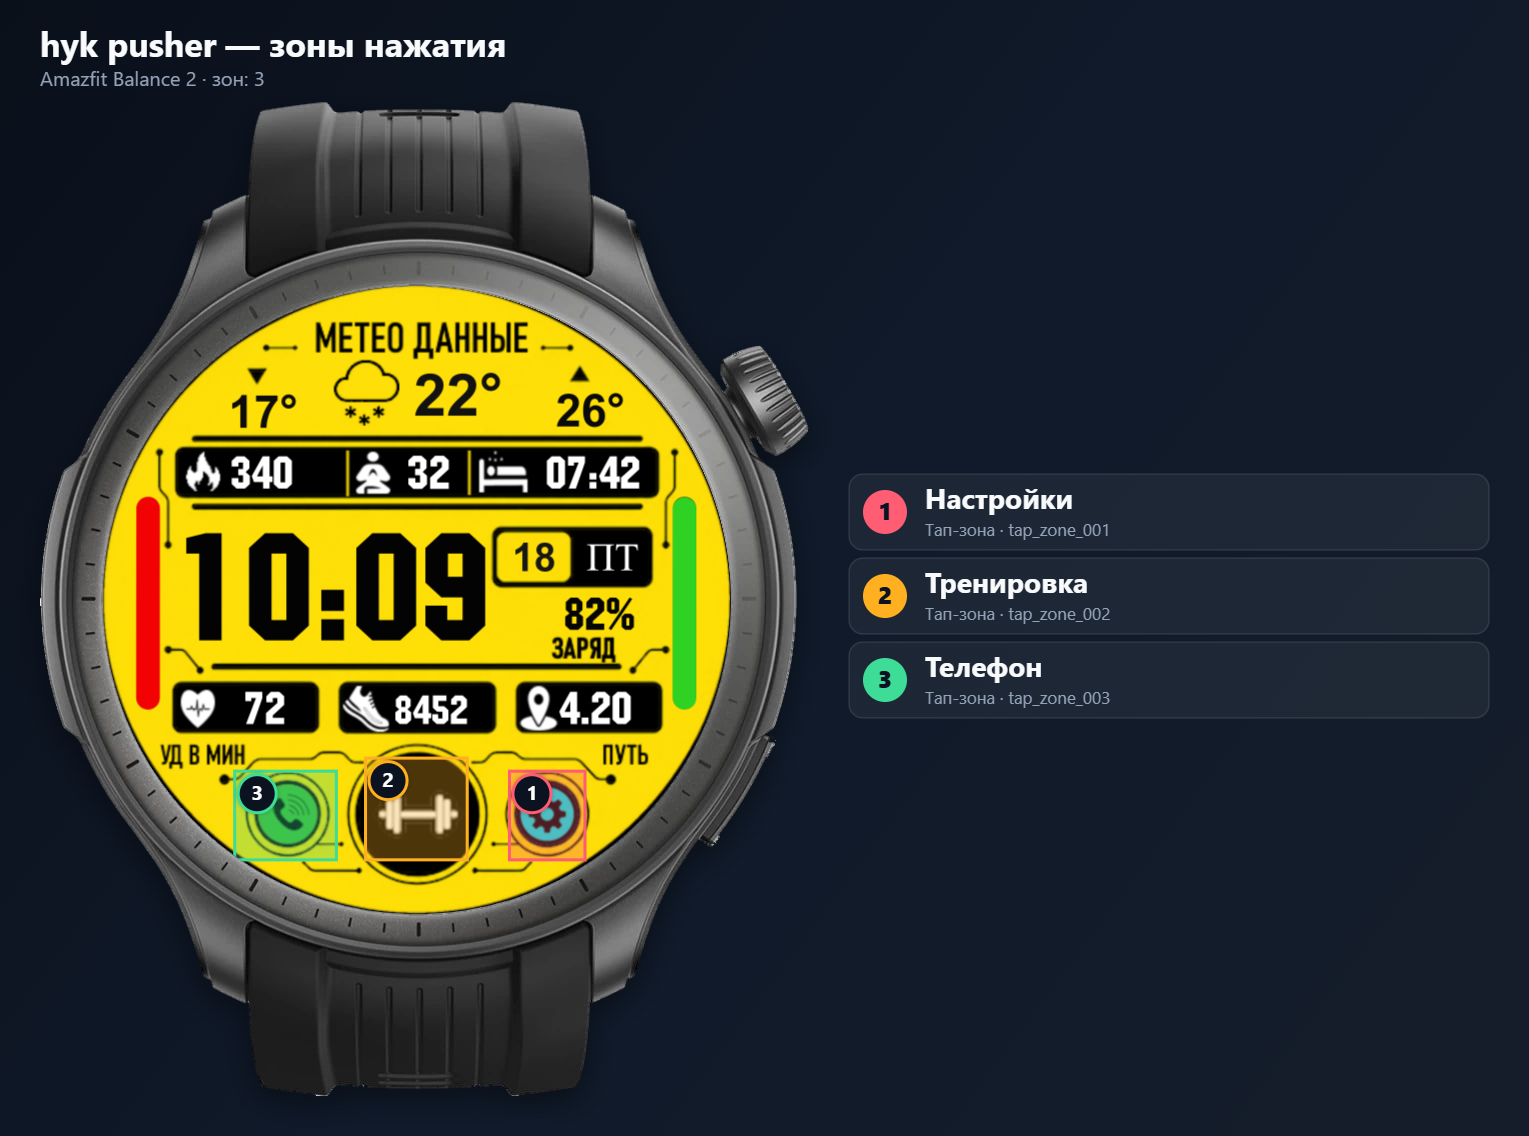 hyk pusher — зоны нажатия
Amazfit Balance 2 · зон: 3
МЕТЕО ДАННЫЕ
17° 22° 26°
340 32 07:42
10:09 18 ПТ
82%
ЗАРЯД
72 8452 4.20
УД В МИН ПУТЬ
3 2 1
1 Настройки
Тап-зона · tap_zone_001
2 Тренировка
Тап-зона · tap_zone_002
3 Телефон
Тап-зона · tap_zone_003